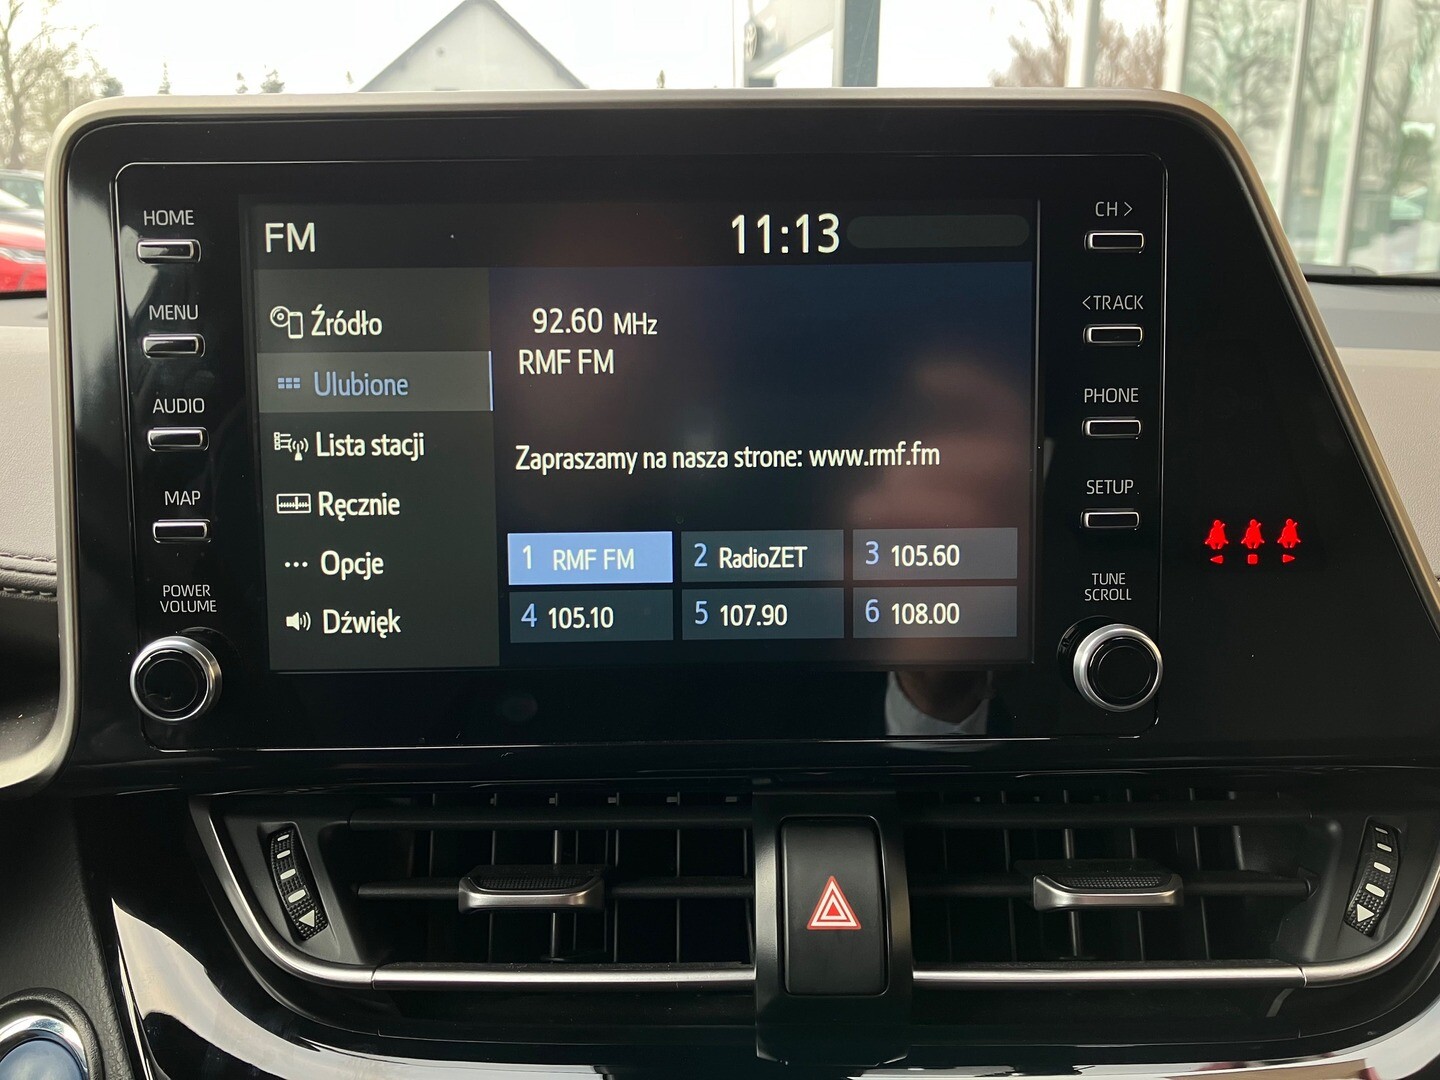 HOME
MENU
AUDIO
MAP
POWER
VOLUME
FM
11:13
Źródło
Ulubione
Lista stacji
Ręcznie
Opcje
Dźwięk
92.60 MHz
RMF FM
Zapraszamy na nasza strone: www.rmf.fm
1 RMF FM
2 RadioZET
3 105.60
4 105.10
5 107.90
6 108.00
CH >
< TRACK
PHONE
SETUP
TUNE
SCROLL